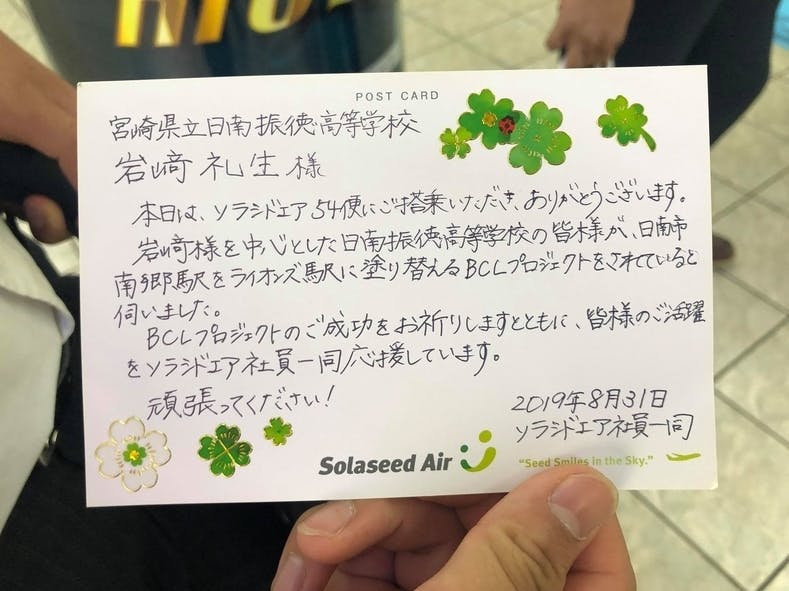 POST CARD
宮崎県立日南振徳高等学校
岩﨑 礼生 様
本日は、ソラシドエア54便にご搭乗いただき、ありがとうございます。
岩﨑様を中心とした日南振徳高等学校の皆様が、日南市
南郷駅をライオンズ駅に塗り替えるBCLプロジェクトをされていると
伺いました。
BCLプロジェクトのご成功をお祈りしますとともに、皆様のご活躍
をソラシドエア社員一同応援しています。
頑張ってください!
2019年8月31日
ソラシドエア社員一同
Solaseed Air
"Seed Smiles in the Sky."